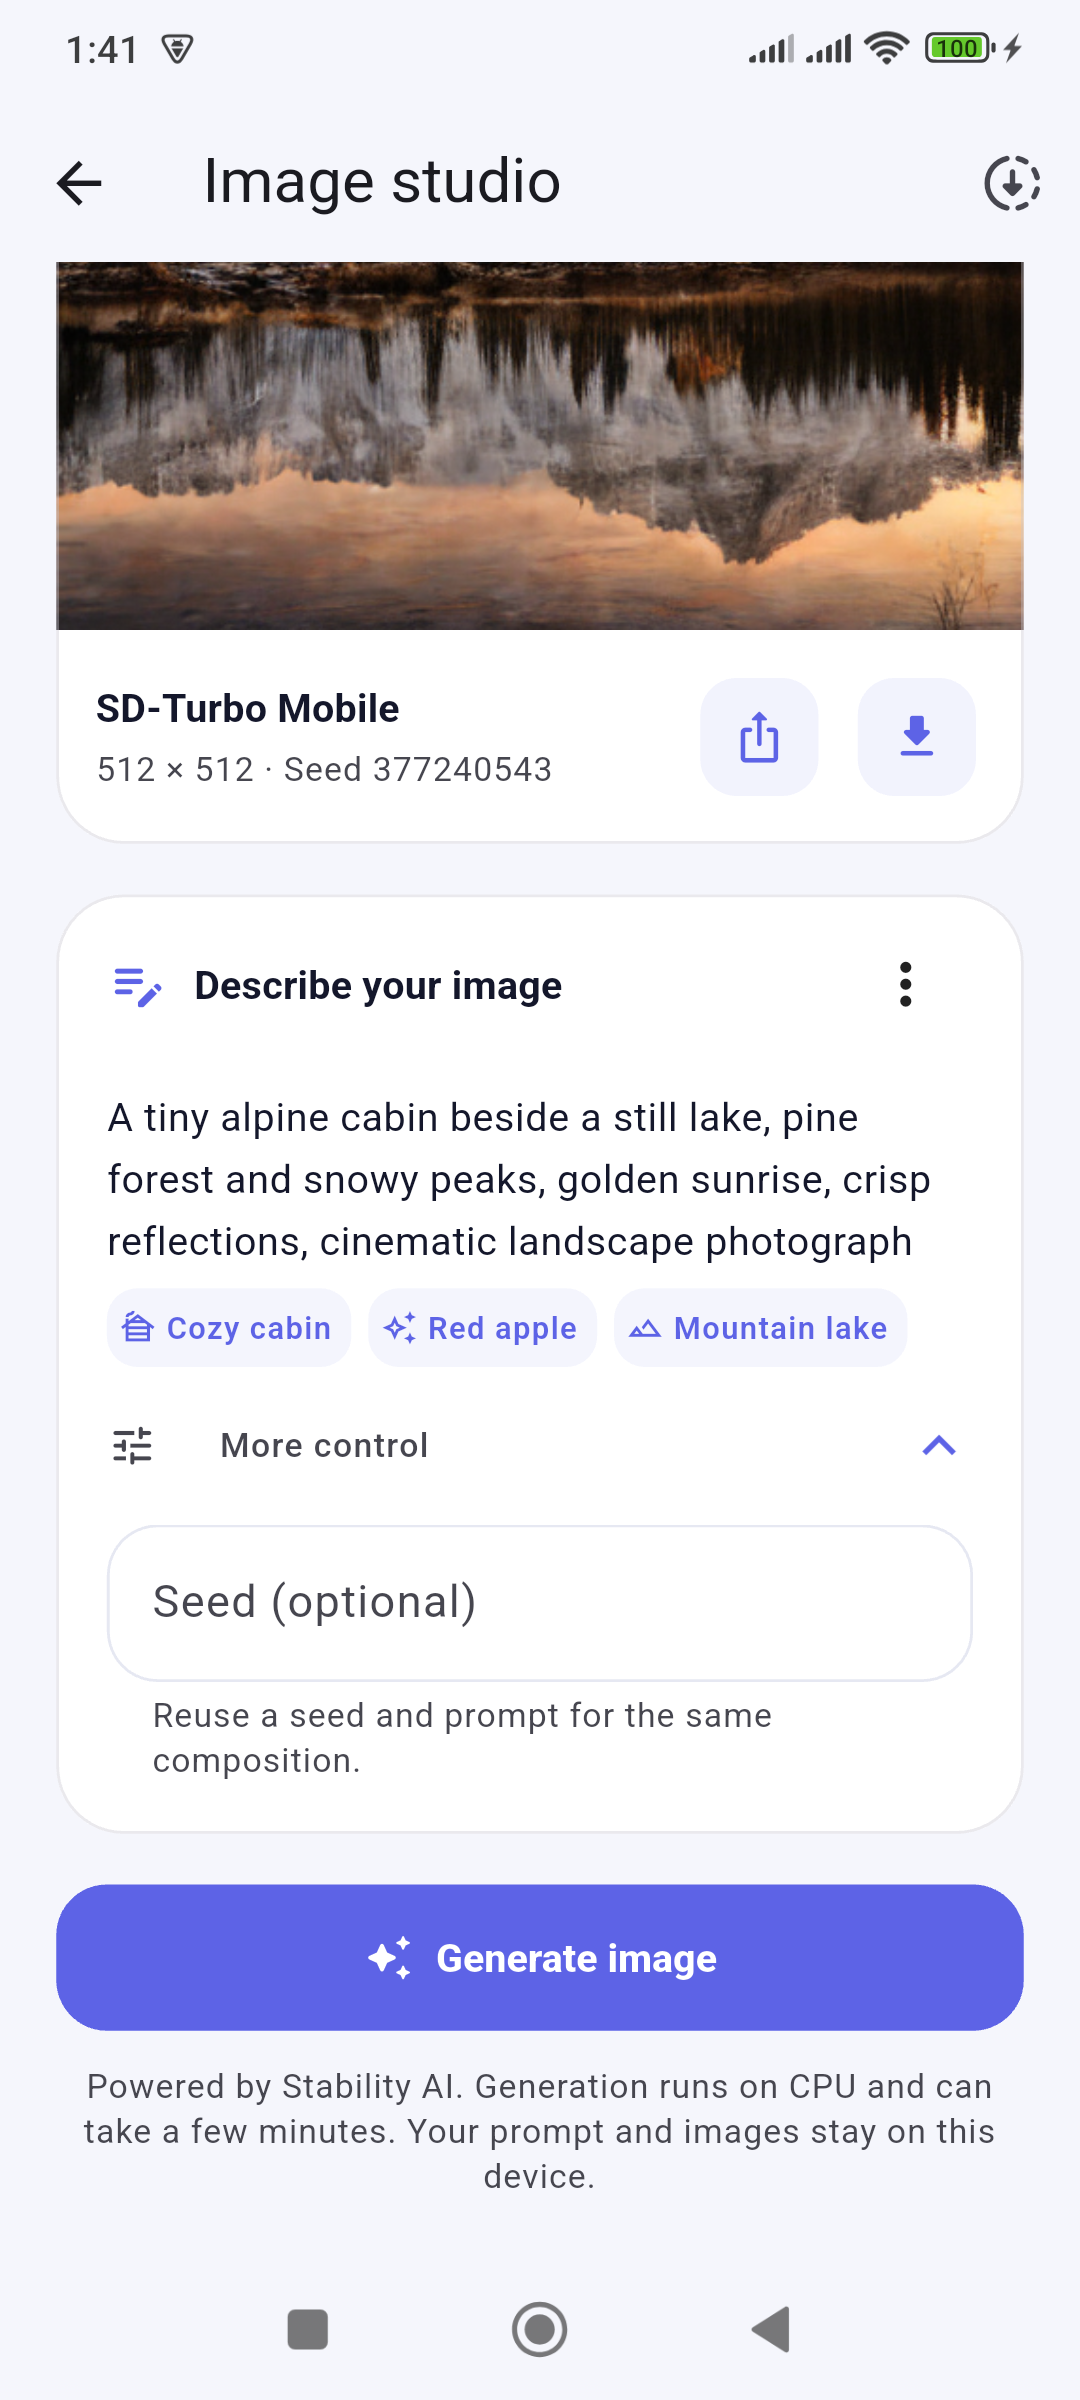 1:41
100
Image studio
SD-Turbo Mobile
512 × 512 · Seed 377240543
Describe your image
A tiny alpine cabin beside a still lake, pine
forest and snowy peaks, golden sunrise, crisp
reflections, cinematic landscape photograph
Cozy cabin
Red apple
Mountain lake
More control
Seed (optional)
Reuse a seed and prompt for the same
composition.
Generate image
Powered by Stability AI. Generation runs on CPU and can
take a few minutes. Your prompt and images stay on this
device.